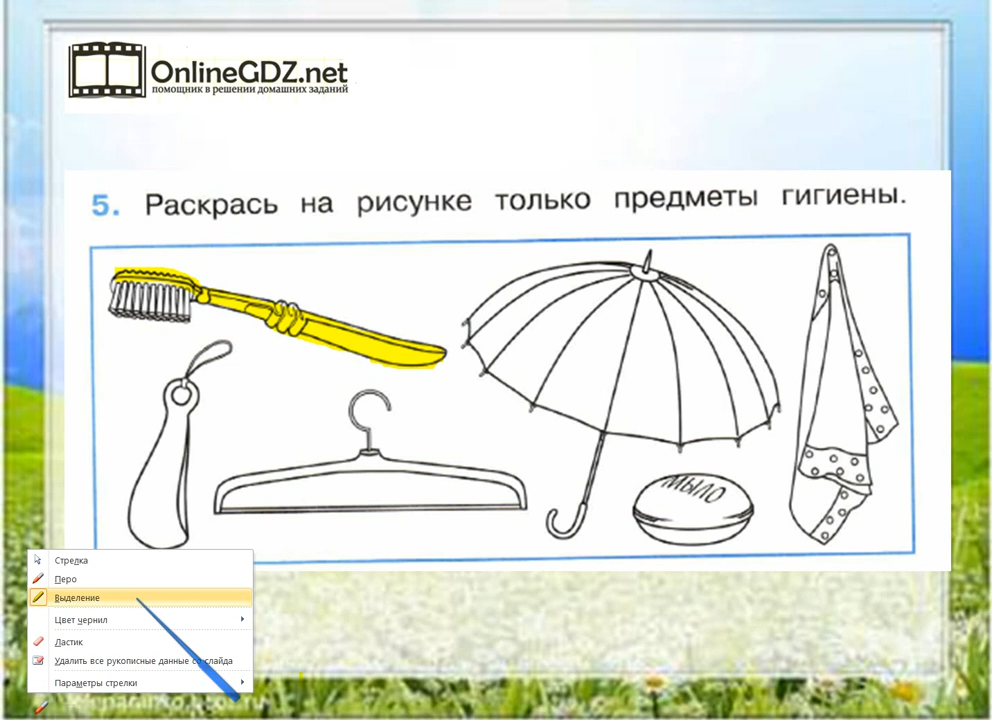 OnlineGDZ.net
помощник в решении домашних заданий
5. Раскрась на рисунке только предметы гигиены.
МЫЛО
Стрелка
Перо
Выделение
Цвет чернил
Ластик
Удалить все рукописные данные со слайда
Параметры стрелки